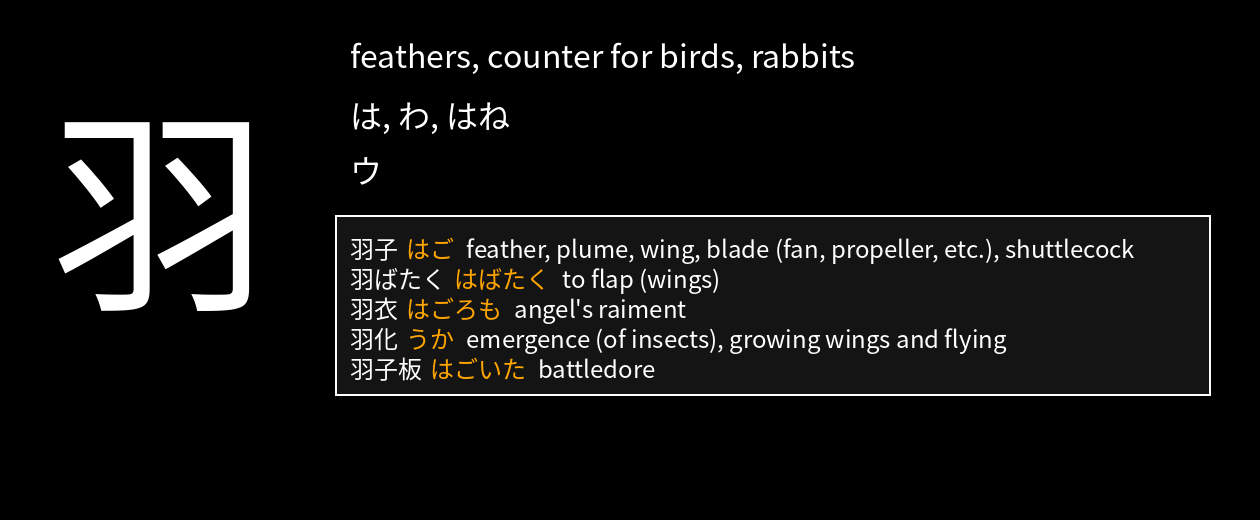 羽
feathers, counter for birds, rabbits
は, わ, はね
ウ
羽子 はご feather, plume, wing, blade (fan, propeller, etc.), shuttlecock
羽ばたく はばたく to flap (wings)
羽衣 はごろも angel's raiment
羽化 うか emergence (of insects), growing wings and flying
羽子板 はごいた battledore